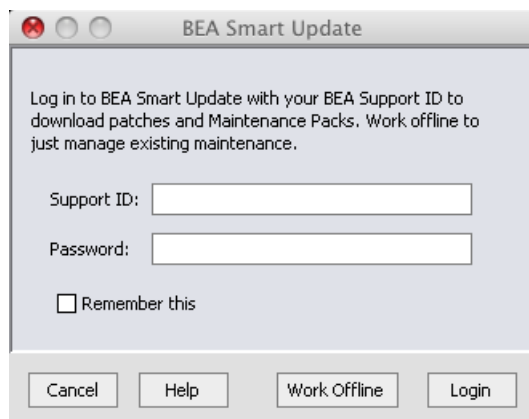 BEA Smart Update
Log in to BEA Smart Update with your BEA Support ID to
download patches and Maintenance Packs. Work offline to
just manage existing maintenance.
Support ID:
Password:
Remember this
Cancel Help Work Offline Login